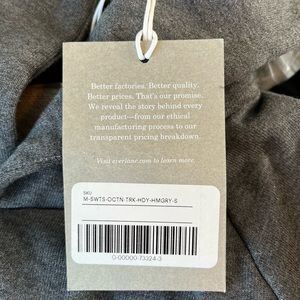 Better factories. Better quality.
Better prices. That's our promise.
We reveal the story behind every
product—from our ethical
manufacturing process to our
transparent pricing breakdown.
Visit everlane.com to learn more.
SKU
M-SWTS-OGTN-TRK-HDY-HMGRY-S
0-00000-73324-3